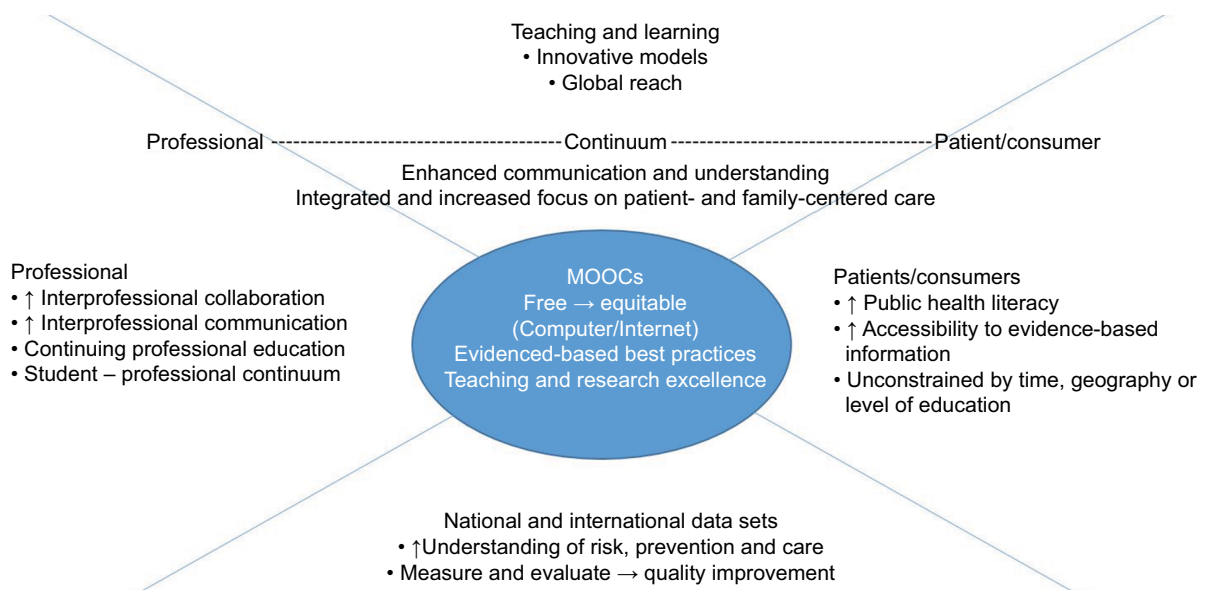 Teaching and learning
• Innovative models
• Global reach
Professional ---------------------------------- Continuum ------------------------------- Patient/consumer
Enhanced communication and understanding
Integrated and increased focus on patient- and family-centered care
Professional
• ↑ Interprofessional collaboration
• ↑ Interprofessional communication
• Continuing professional education
• Student – professional continuum
MOOCs
Free → equitable
(Computer/Internet)
Evidenced-based best practices
Teaching and research excellence
Patients/consumers
• ↑ Public health literacy
• ↑ Accessibility to evidence-based
information
• Unconstrained by time, geography or
level of education
National and international data sets
• ↑Understanding of risk, prevention and care
• Measure and evaluate → quality improvement